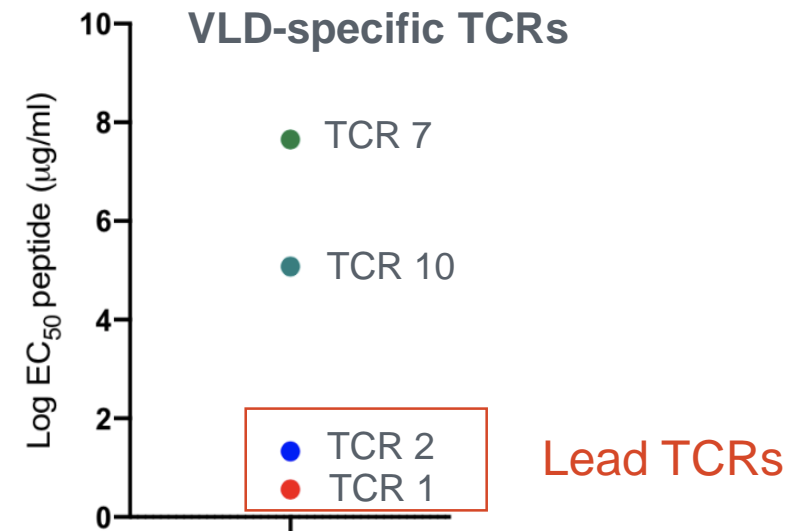 VLD-specific TCRs
Log EC50 peptide (μg/ml)
10
8
6
4
2
0
TCR 7
TCR 10
TCR 2
TCR 1
Lead TCRs